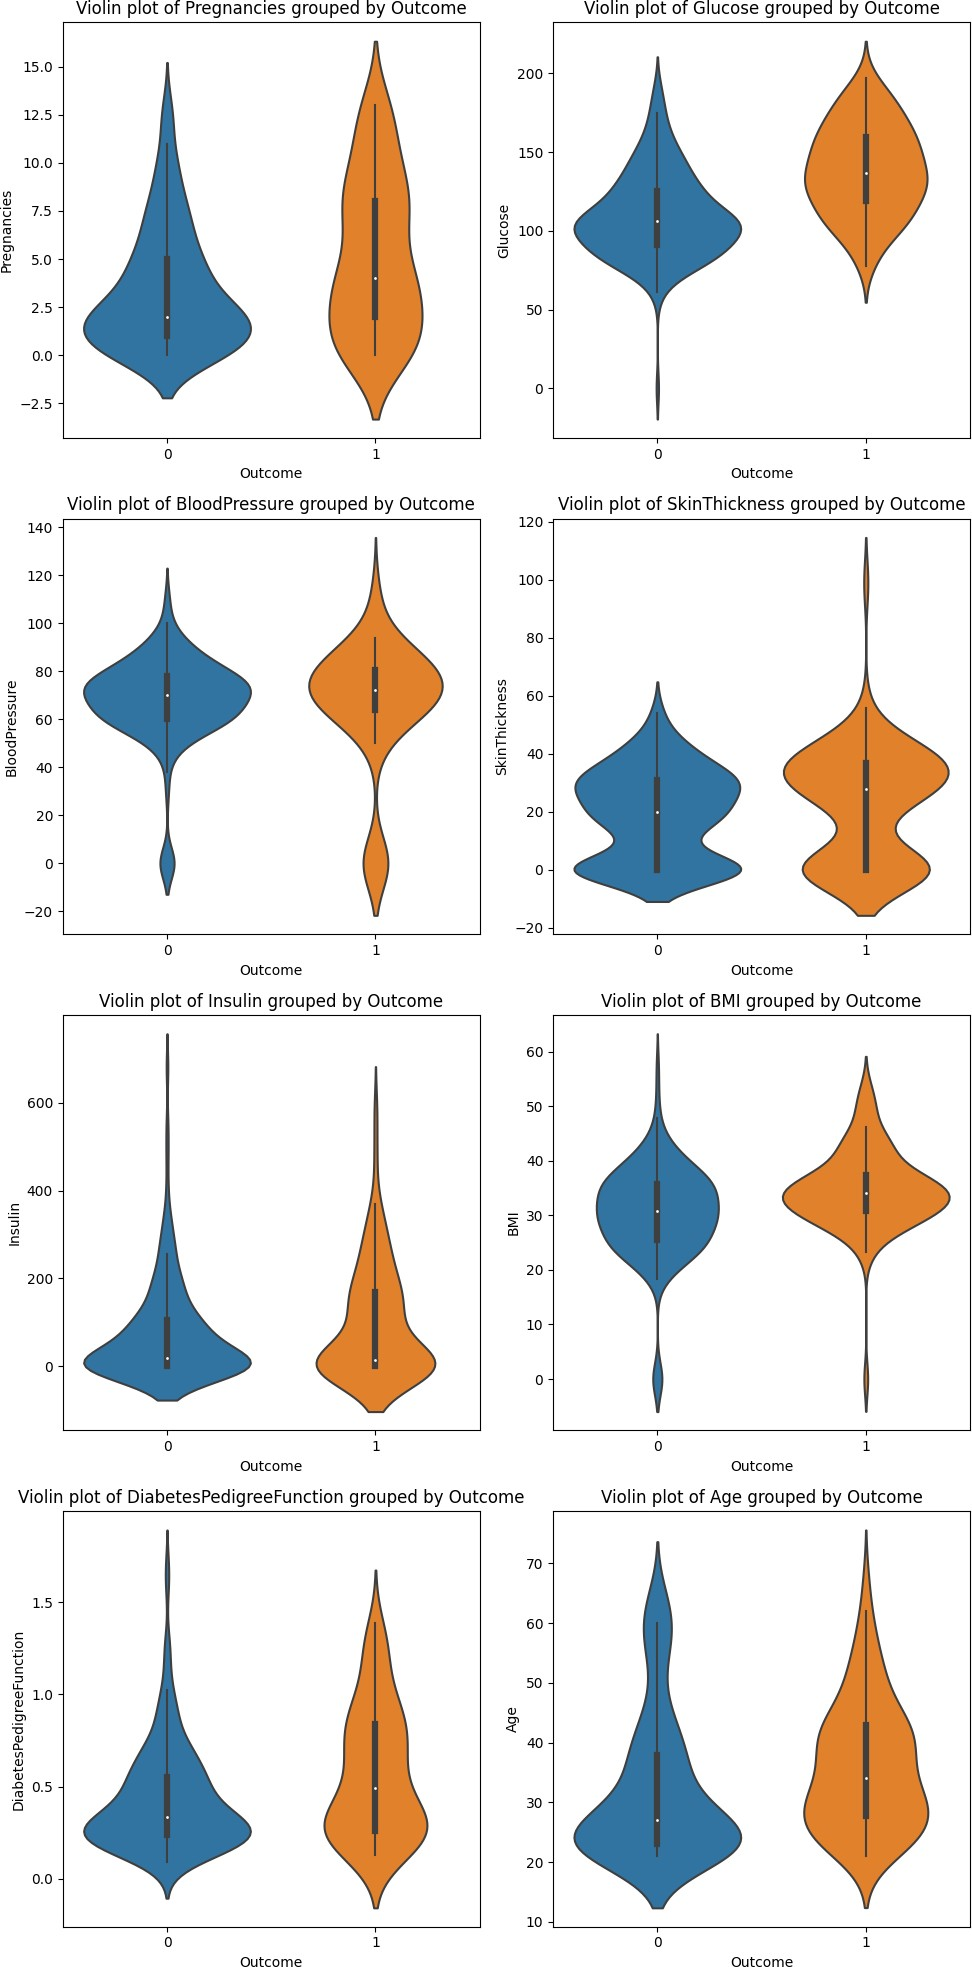 Violin plot of Pregnancies grouped by Outcome
Pregnancies
15.0
12.5
10.0
7.5
5.0
2.5
0.0
−2.5
0 1
Outcome
Violin plot of Glucose grouped by Outcome
Glucose
200
150
100
50
0
0 1
Outcome
Violin plot of BloodPressure grouped by Outcome
BloodPressure
140
120
100
80
60
40
20
0
−20
0 1
Outcome
Violin plot of SkinThickness grouped by Outcome
SkinThickness
120
100
80
60
40
20
0
−20
0 1
Outcome
Violin plot of Insulin grouped by Outcome
Insulin
600
400
200
0
0 1
Outcome
Violin plot of BMI grouped by Outcome
BMI
60
50
40
30
20
10
0
0 1
Outcome
Violin plot of DiabetesPedigreeFunction grouped by Outcome
DiabetesPedigreeFunction
1.5
1.0
0.5
0.0
0 1
Outcome
Violin plot of Age grouped by Outcome
Age
70
60
50
40
30
20
10
0 1
Outcome